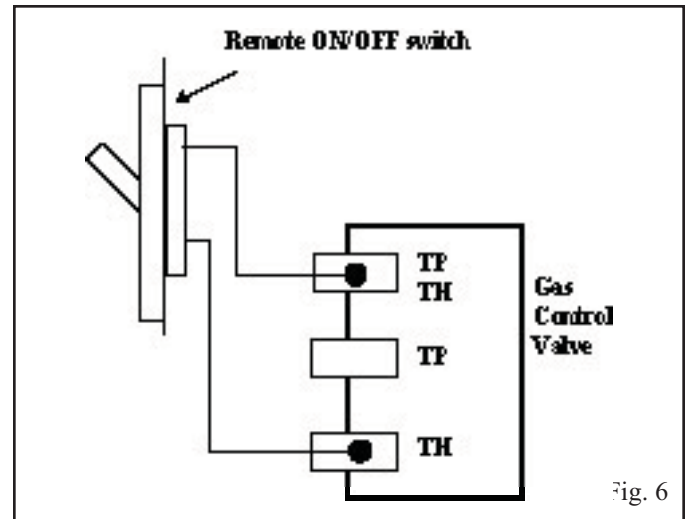 Remote ON/OFF switch
TP
TH
Gas
Control
Valve
TP
TH
Fig. 6